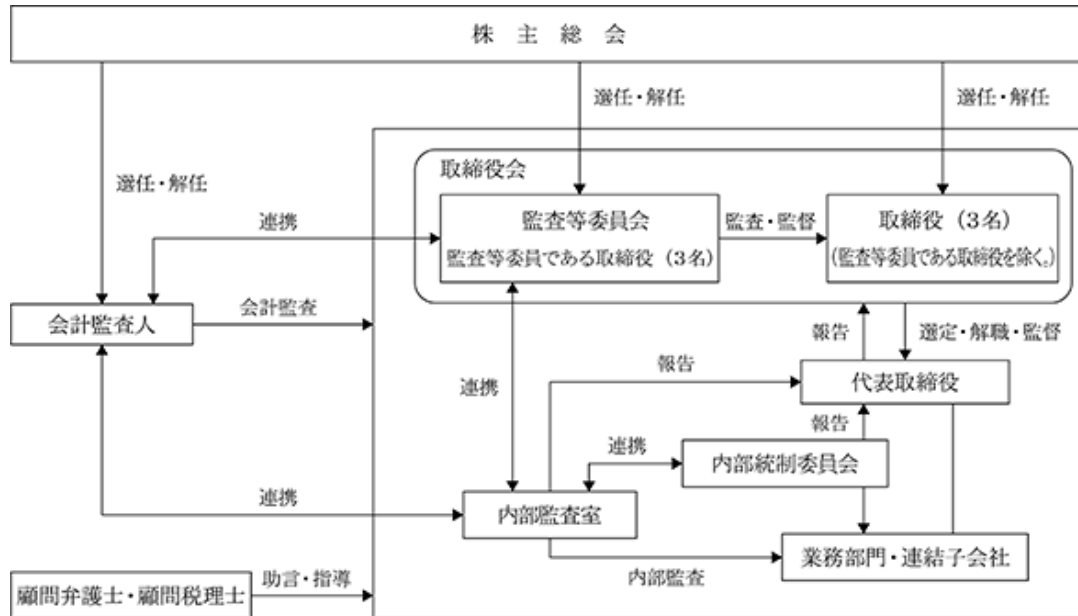 株主総会
選任・解任
選任・解任
選任・解任
取締役会
監査等委員会
監査等委員である取締役（3名）
監査・監督
取締役（3名）
（監査等委員である取締役を除く。）
連携
会計監査人
会計監査
報告
選定・解職・監督
代表取締役
連携
報告
報告
連携
内部統制委員会
連携
内部監査室
業務部門・連結子会社
内部監査
顧問弁護士・顧問税理士
助言・指導